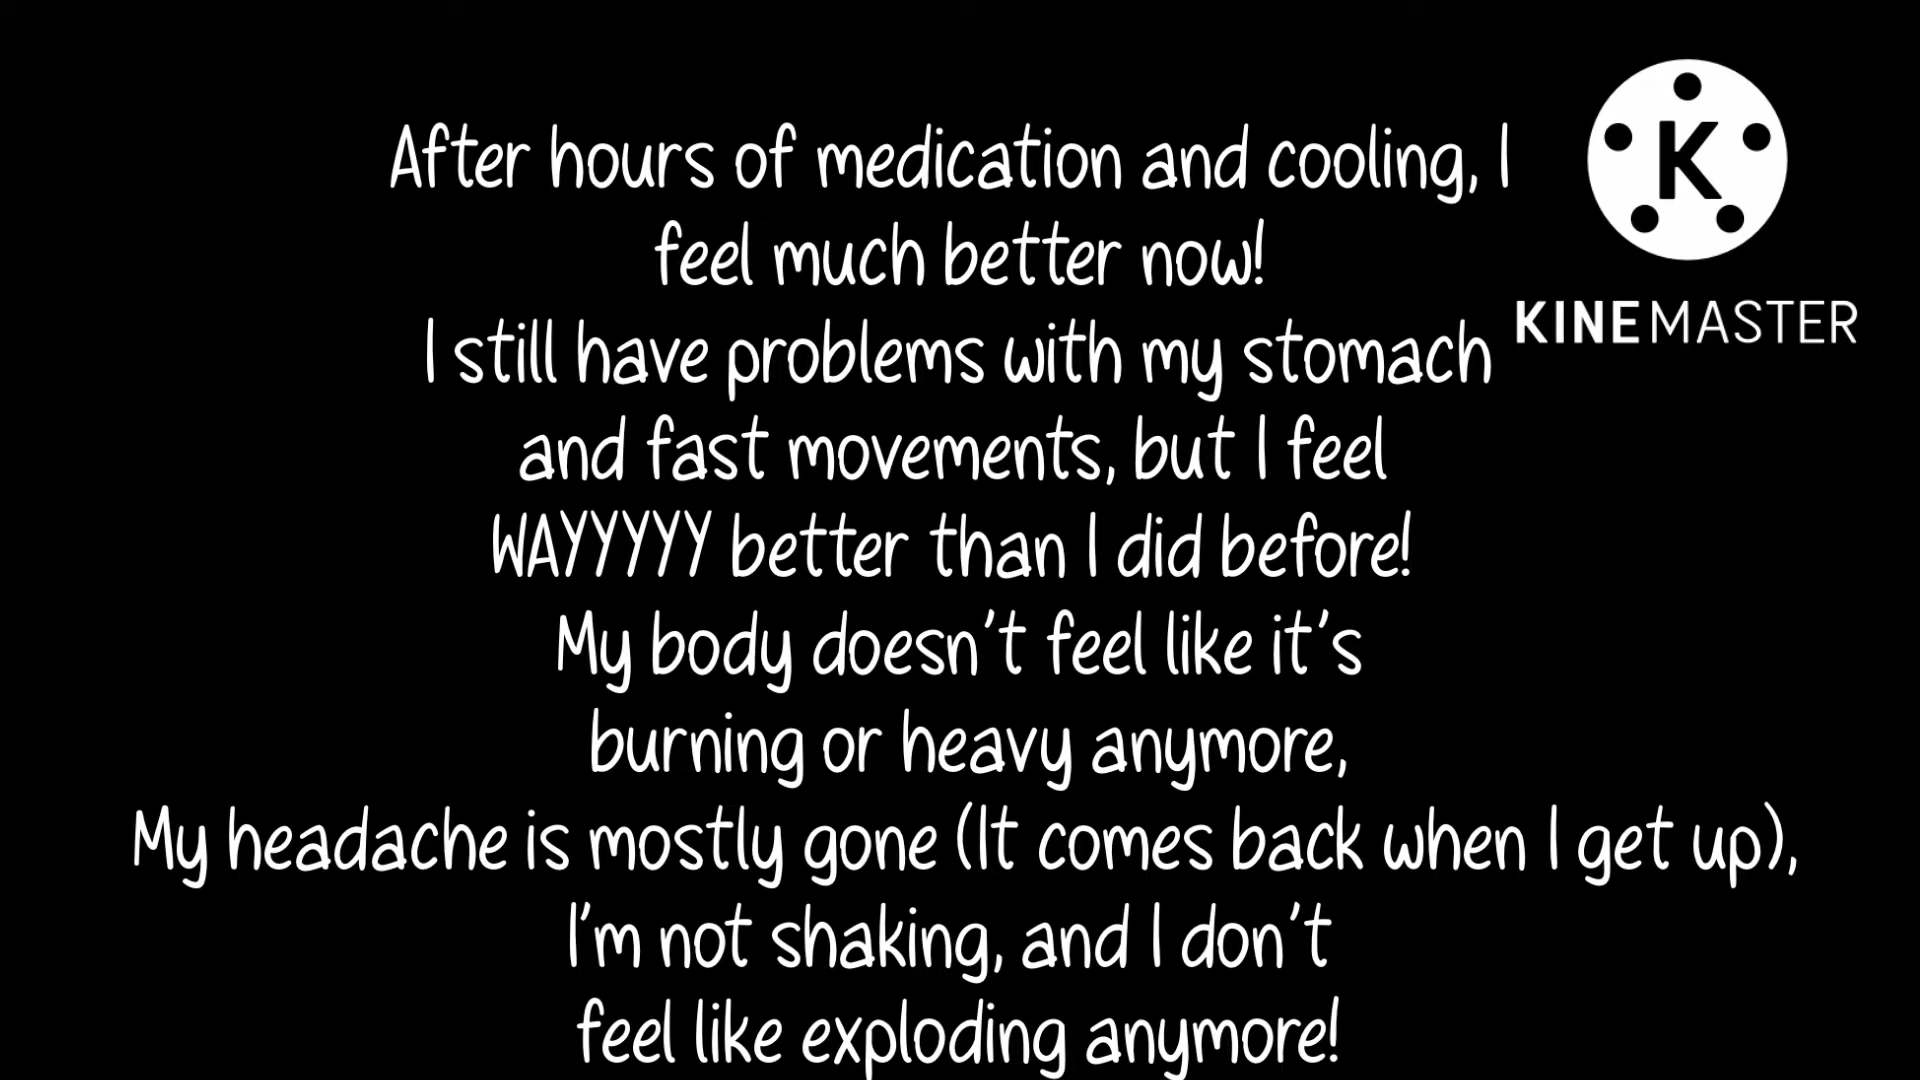 After hours of medication and cooling, I
feel much better now!
I still have problems with my stomach
and fast movements, but I feel
WAYYYYY better than I did before!
My body doesn't feel like it's
burning or heavy anymore,
My headache is mostly gone (It comes back when I get up),
I'm not shaking, and I don't
feel like exploding anymore!
K
KINEMASTER